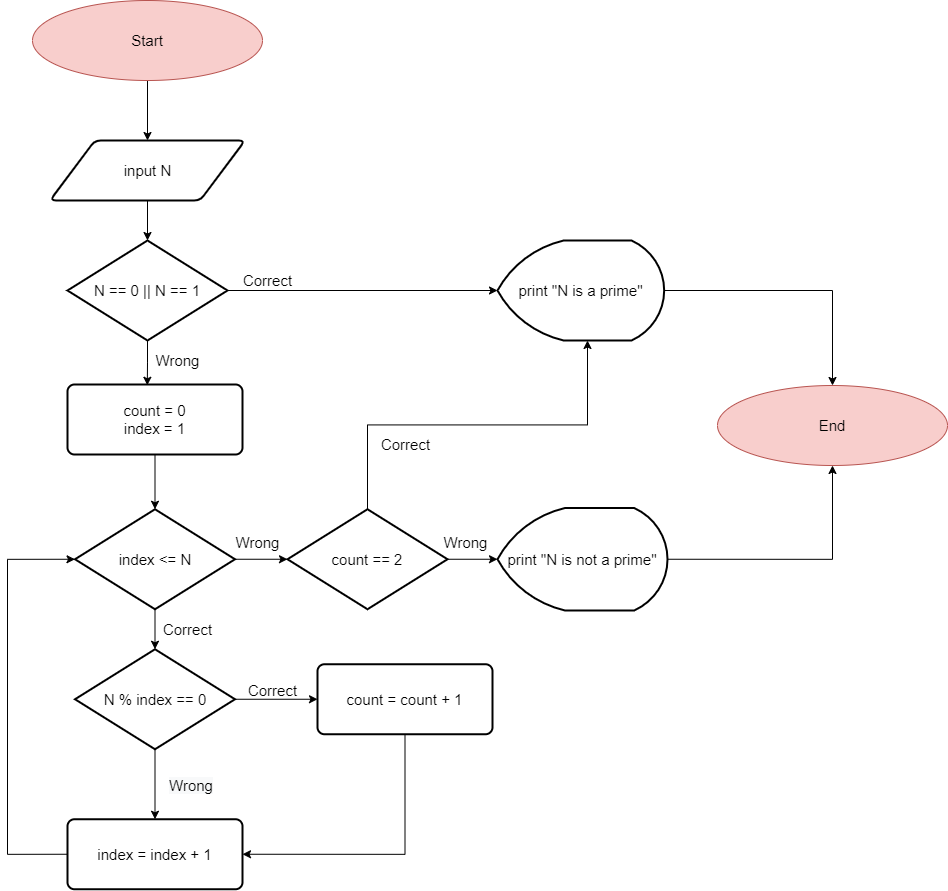 Start
input N
N == 0 || N == 1
Correct
print "N is a prime"
Wrong
count = 0
index = 1
Correct
End
index <= N
Wrong
count == 2
Wrong
print "N is not a prime"
Correct
N % index == 0
Correct
count = count + 1
Wrong
index = index + 1